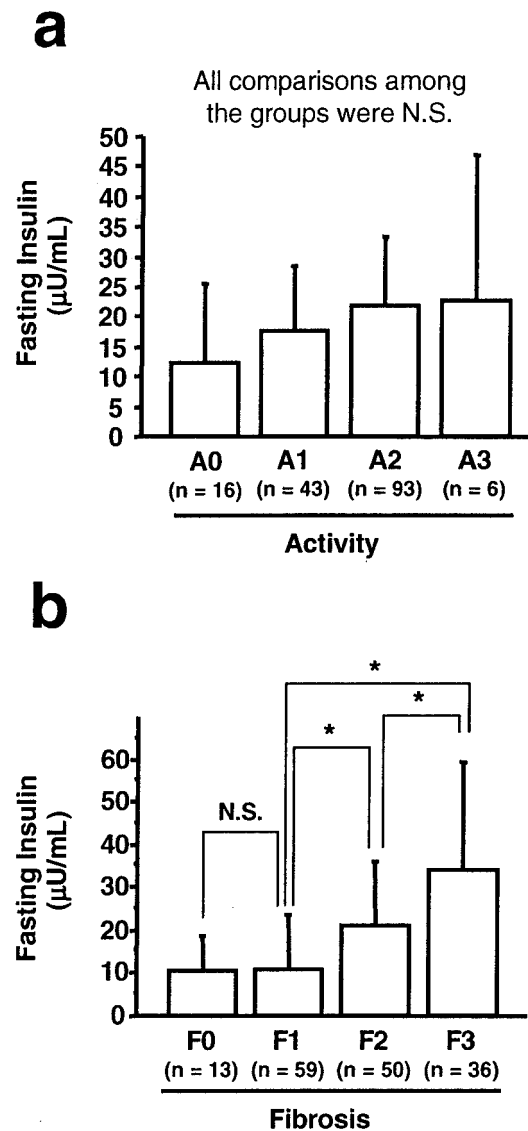 a
All comparisons among
the groups were N.S.
Fasting Insulin
(µU/mL)
50
45
40
35
30
25
20
15
10
5
0
A0 A1 A2 A3
(n = 16) (n = 43) (n = 93) (n = 6)
Activity
b
*
*
*
N.S.
Fasting Insulin
(µU/mL)
60
50
40
30
20
10
0
F0 F1 F2 F3
(n = 13) (n = 59) (n = 50) (n = 36)
Fibrosis